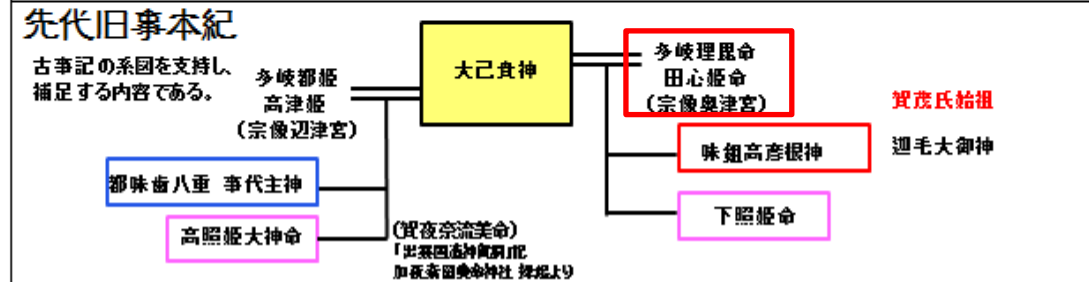 先代旧事本紀
古事記の系図を支持し、
補足する内容である。
多岐都姫
高津姫
(宗像辺津宮)
大己貴神
多岐理毘命
田心姫命
(宗像奥津宮)
賀茂氏始祖
味鉏高彦根神
迦毛大御神
都味歯八重 事代主神
下照姫命
高照姫大神命
(賀夜奈流美命)